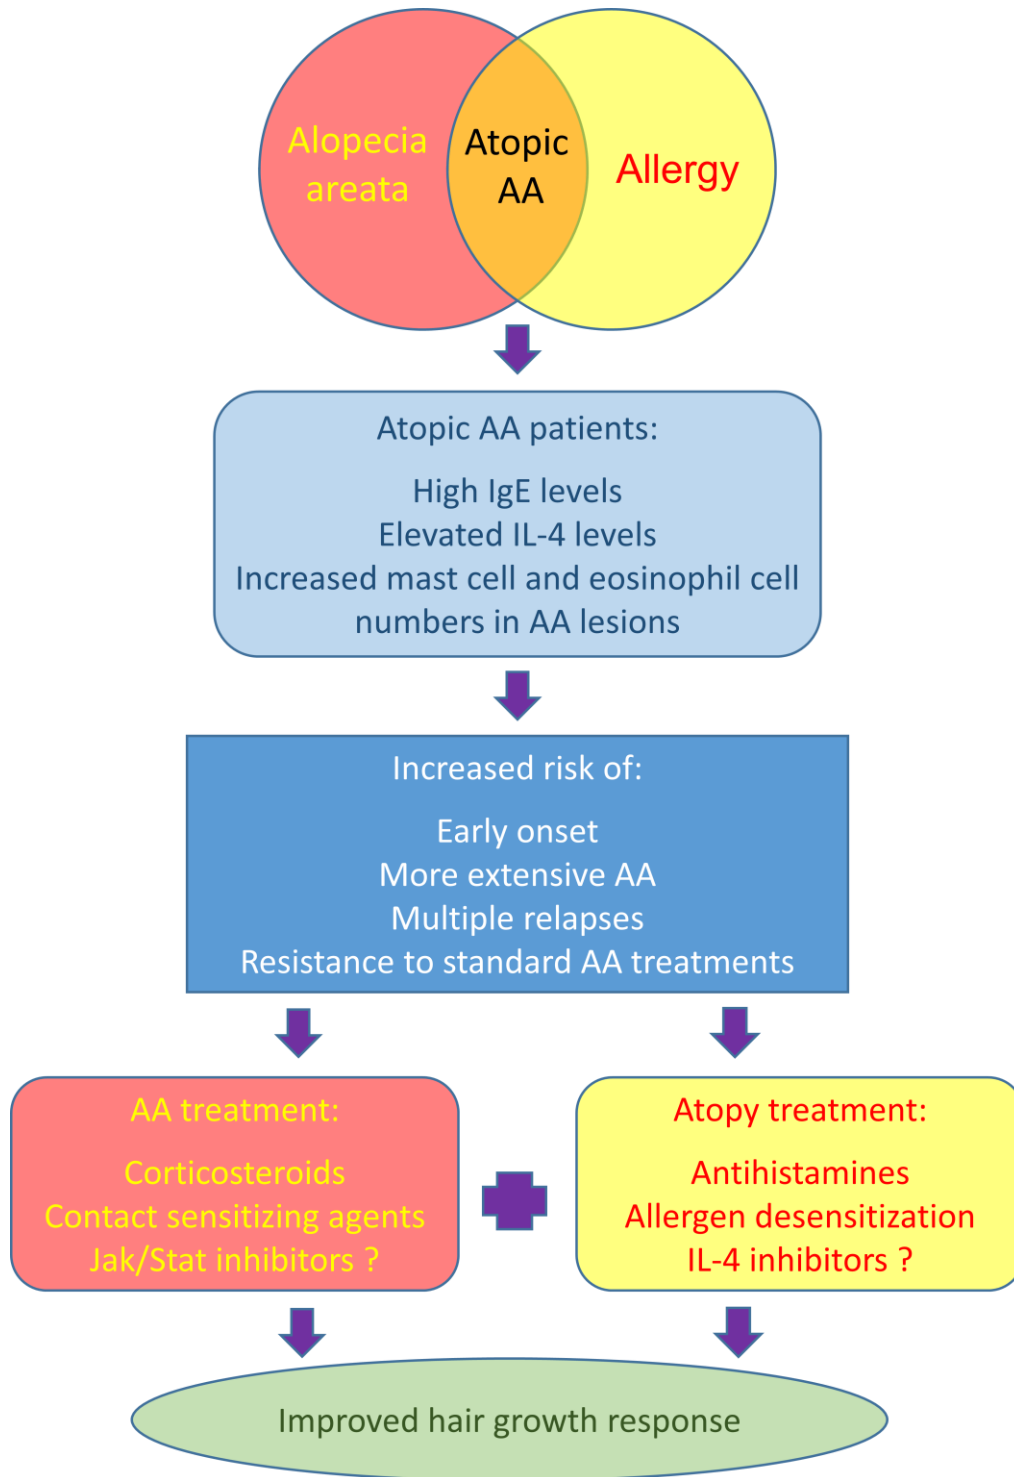 Alopecia
areata
Atopic
AA
Allergy
Atopic AA patients:
High IgE levels
Elevated IL-4 levels
Increased mast cell and eosinophil cell
numbers in AA lesions
Increased risk of:
Early onset
More extensive AA
Multiple relapses
Resistance to standard AA treatments
AA treatment:
Corticosteroids
Contact sensitizing agents
Jak/Stat inhibitors ?
Atopy treatment:
Antihistamines
Allergen desensitization
IL-4 inhibitors ?
Improved hair growth response